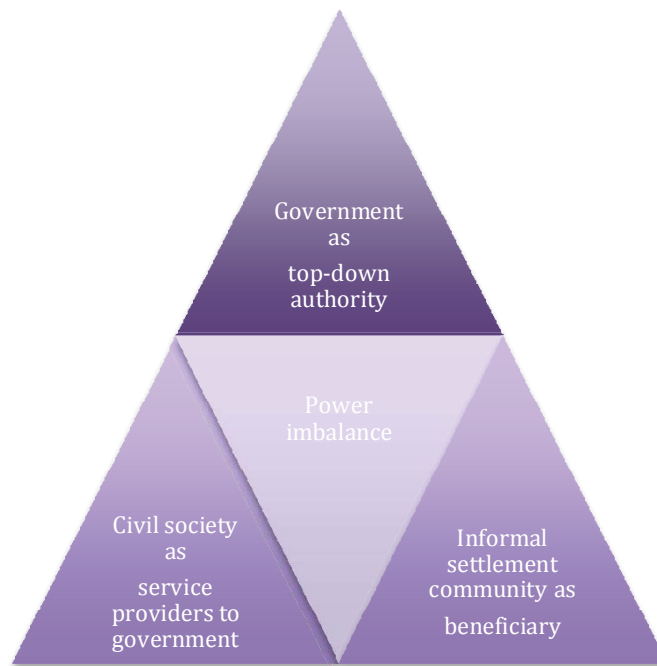 Government
as
top-down
authority
Power
imbalance
Civil society
as
service
providers to
government
Informal
settlement
community as
beneficiary